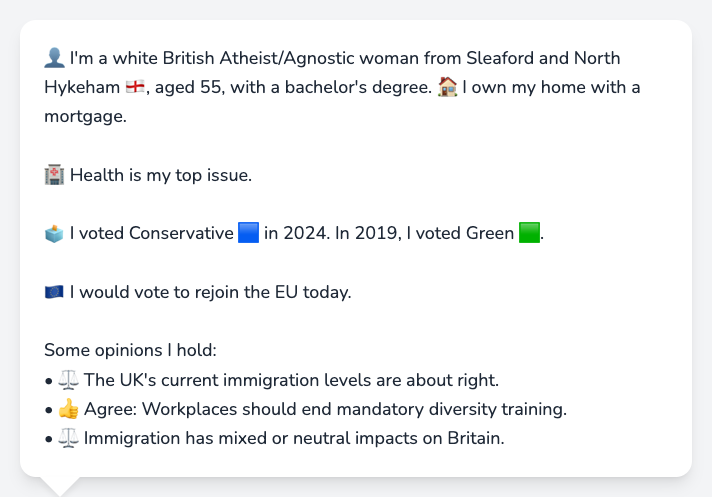 👤 I'm a white British Atheist/Agnostic woman from Sleaford and North
Hykeham 🏴󠁧󠁢󠁥󠁮󠁧󠁿, aged 55, with a bachelor's degree. 🏠 I own my home with a
mortgage.
🏥 Health is my top issue.
🗳️ I voted Conservative 🟦 in 2024. In 2019, I voted Green 🟩.
🇪🇺 I would vote to rejoin the EU today.
Some opinions I hold:
• ⚖️ The UK's current immigration levels are about right.
• 👍 Agree: Workplaces should end mandatory diversity training.
• ⚖️ Immigration has mixed or neutral impacts on Britain.